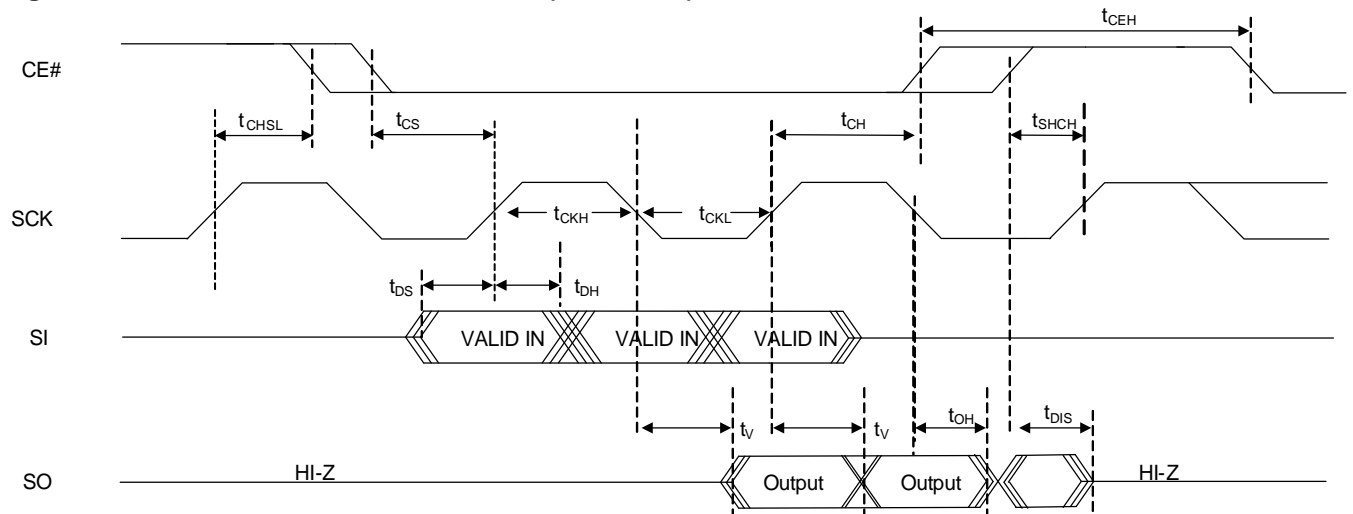 tCEH
CE#
tCHSL
tCS
tCH
tSHCH
SCK
tCKH
tCKL
tDS
tDH
SI
VALID IN
VALID IN
VALID IN
tV
tV
tOH
tDIS
SO
HI-Z
Output
Output
HI-Z